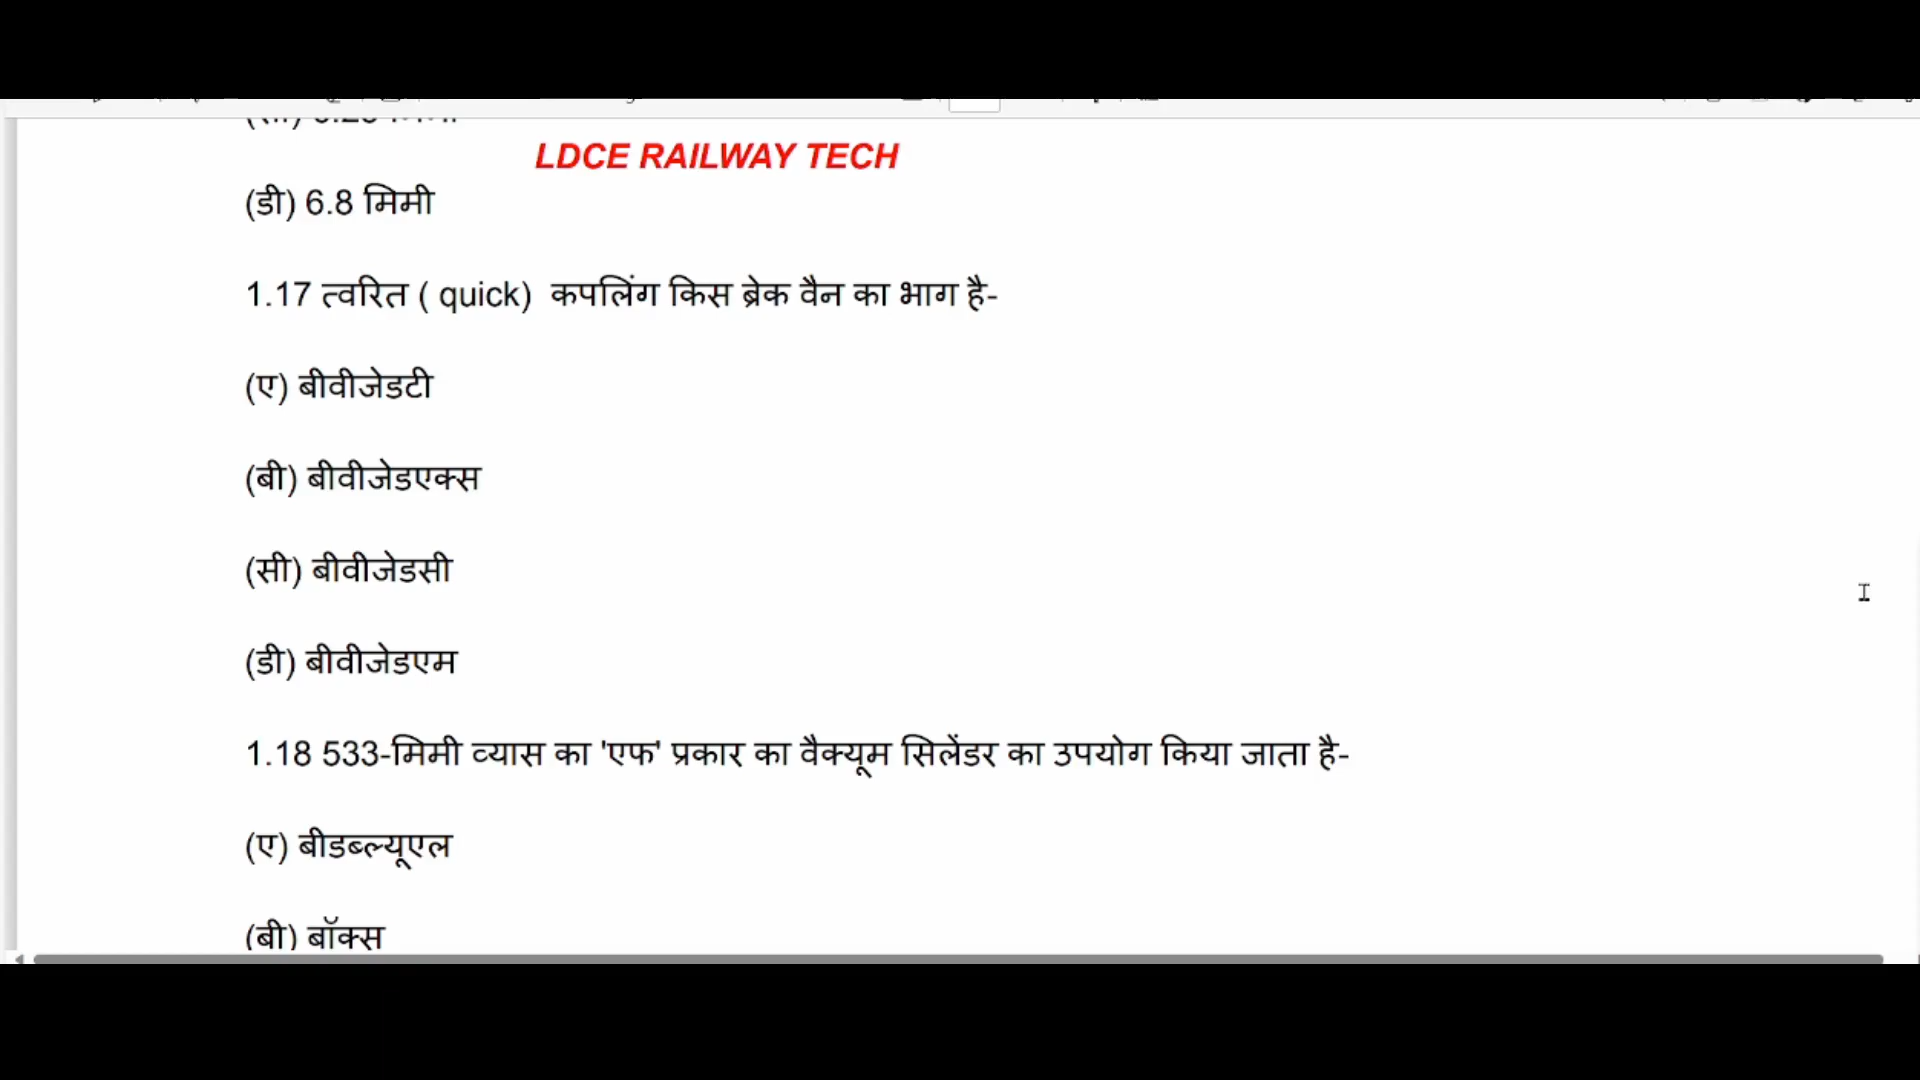 LDCE RAILWAY TECH
(डी) 6.8 मिमी
1.17 त्वरित ( quick) कपलिंग किस ब्रेक वैन का भाग है-
(ए) बीवीजेडटी
(बी) बीवीजेडएक्स
(सी) बीवीजेडसी
(डी) बीवीजेडएम
1.18 533-मिमी व्यास का 'एफ' प्रकार का वैक्यूम सिलेंडर का उपयोग किया जाता है-
(ए) बीडब्ल्यूएल
(बी) बॉक्स